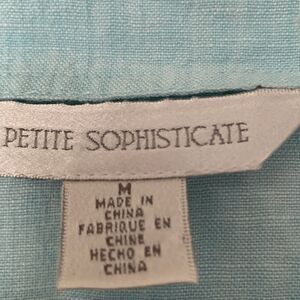 PETITE SOPHISTICATE
M
MADE IN
CHINA
FABRIQUE EN
CHINE
HECHO EN
CHINA